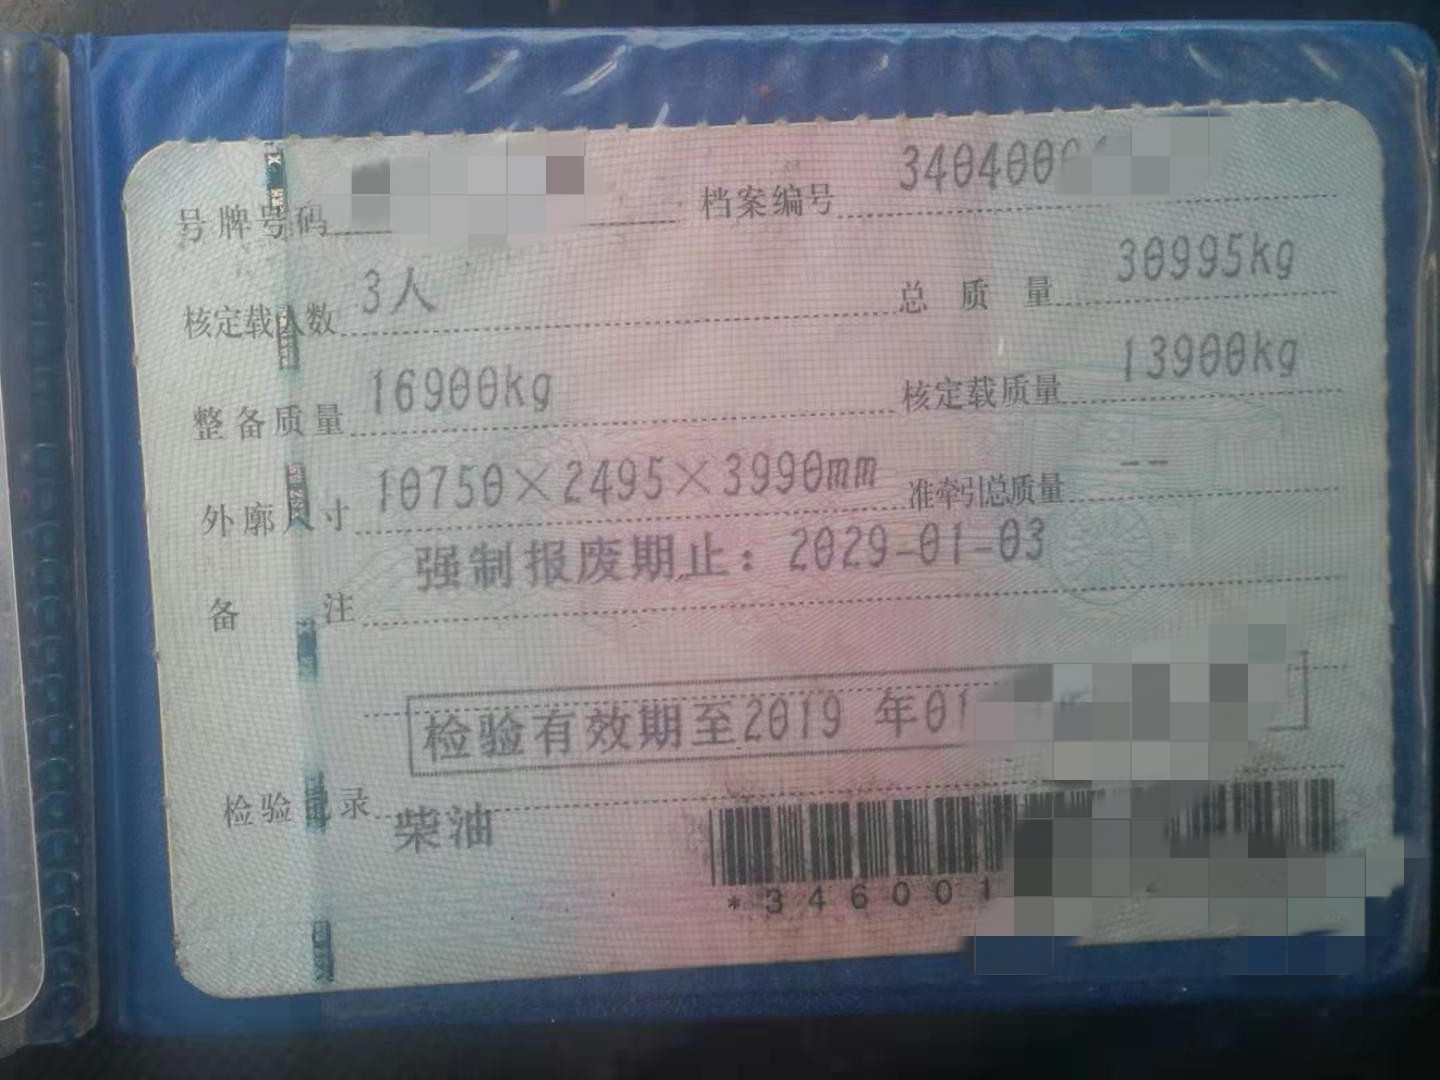 号牌号码 档案编号 3404000
核定载人数 3人 总质量 30995kg
整备质量 16900kg 核定载质量 13900kg
外廓尺寸 10750×2495×3990mm 准牵引总质量 --
备注 强制报废期止：2029-01-03
检验有效期至2019 年01
检验记录 柴油
*346001